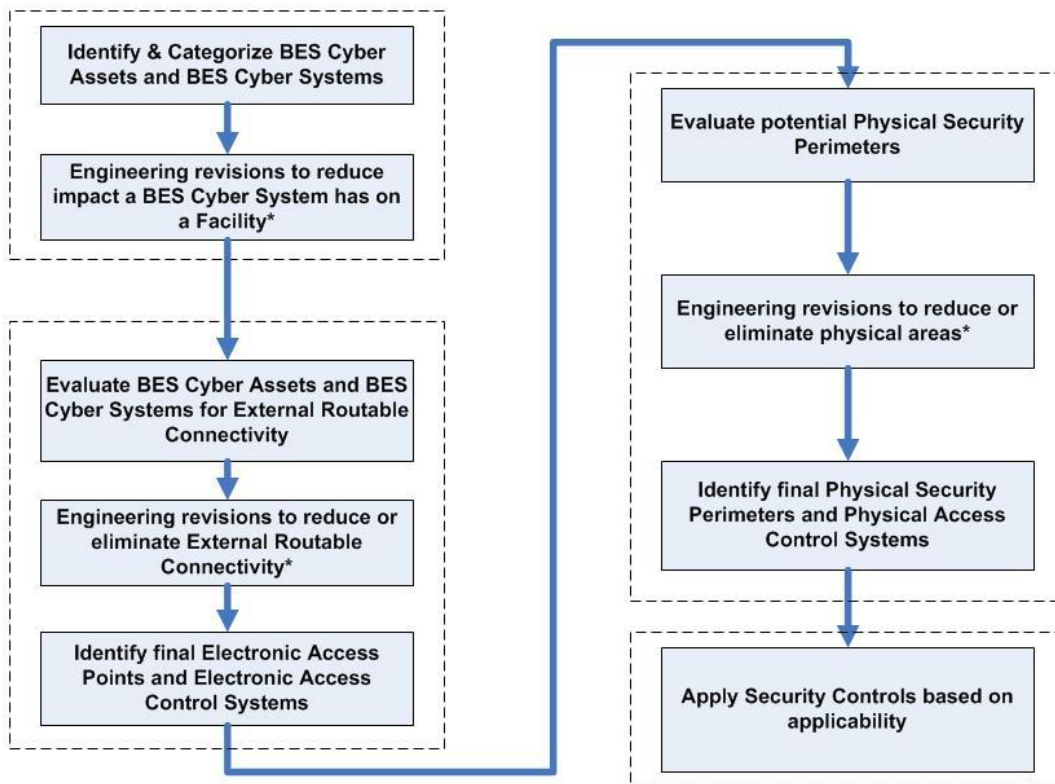 Identify & Categorize BES Cyber
Assets and BES Cyber Systems
Engineering revisions to reduce
impact a BES Cyber System has on
a Facility*
Evaluate BES Cyber Assets and BES
Cyber Systems for External Routable
Connectivity
Engineering revisions to reduce or
eliminate External Routable
Connectivity*
Identify final Electronic Access
Points and Electronic Access
Control Systems
Evaluate potential Physical Security
Perimeters
Engineering revisions to reduce or
eliminate physical areas*
Identify final Physical Security
Perimeters and Physical Access
Control Systems
Apply Security Controls based on
applicability